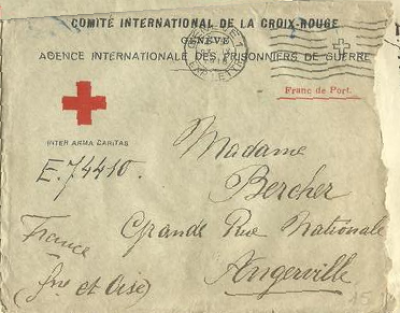 COMITÉ INTERNATIONAL DE LA CROIX-ROUGE
GENÈVE
AGENCE INTERNATIONALE DES PRISONNIERS DE GUERRE
Franc de Port.
INTER ARMA CARITAS
E. 74410.
Madame
Bercher
Grande Rue Nationale
Angerville
France
et Oise)
15